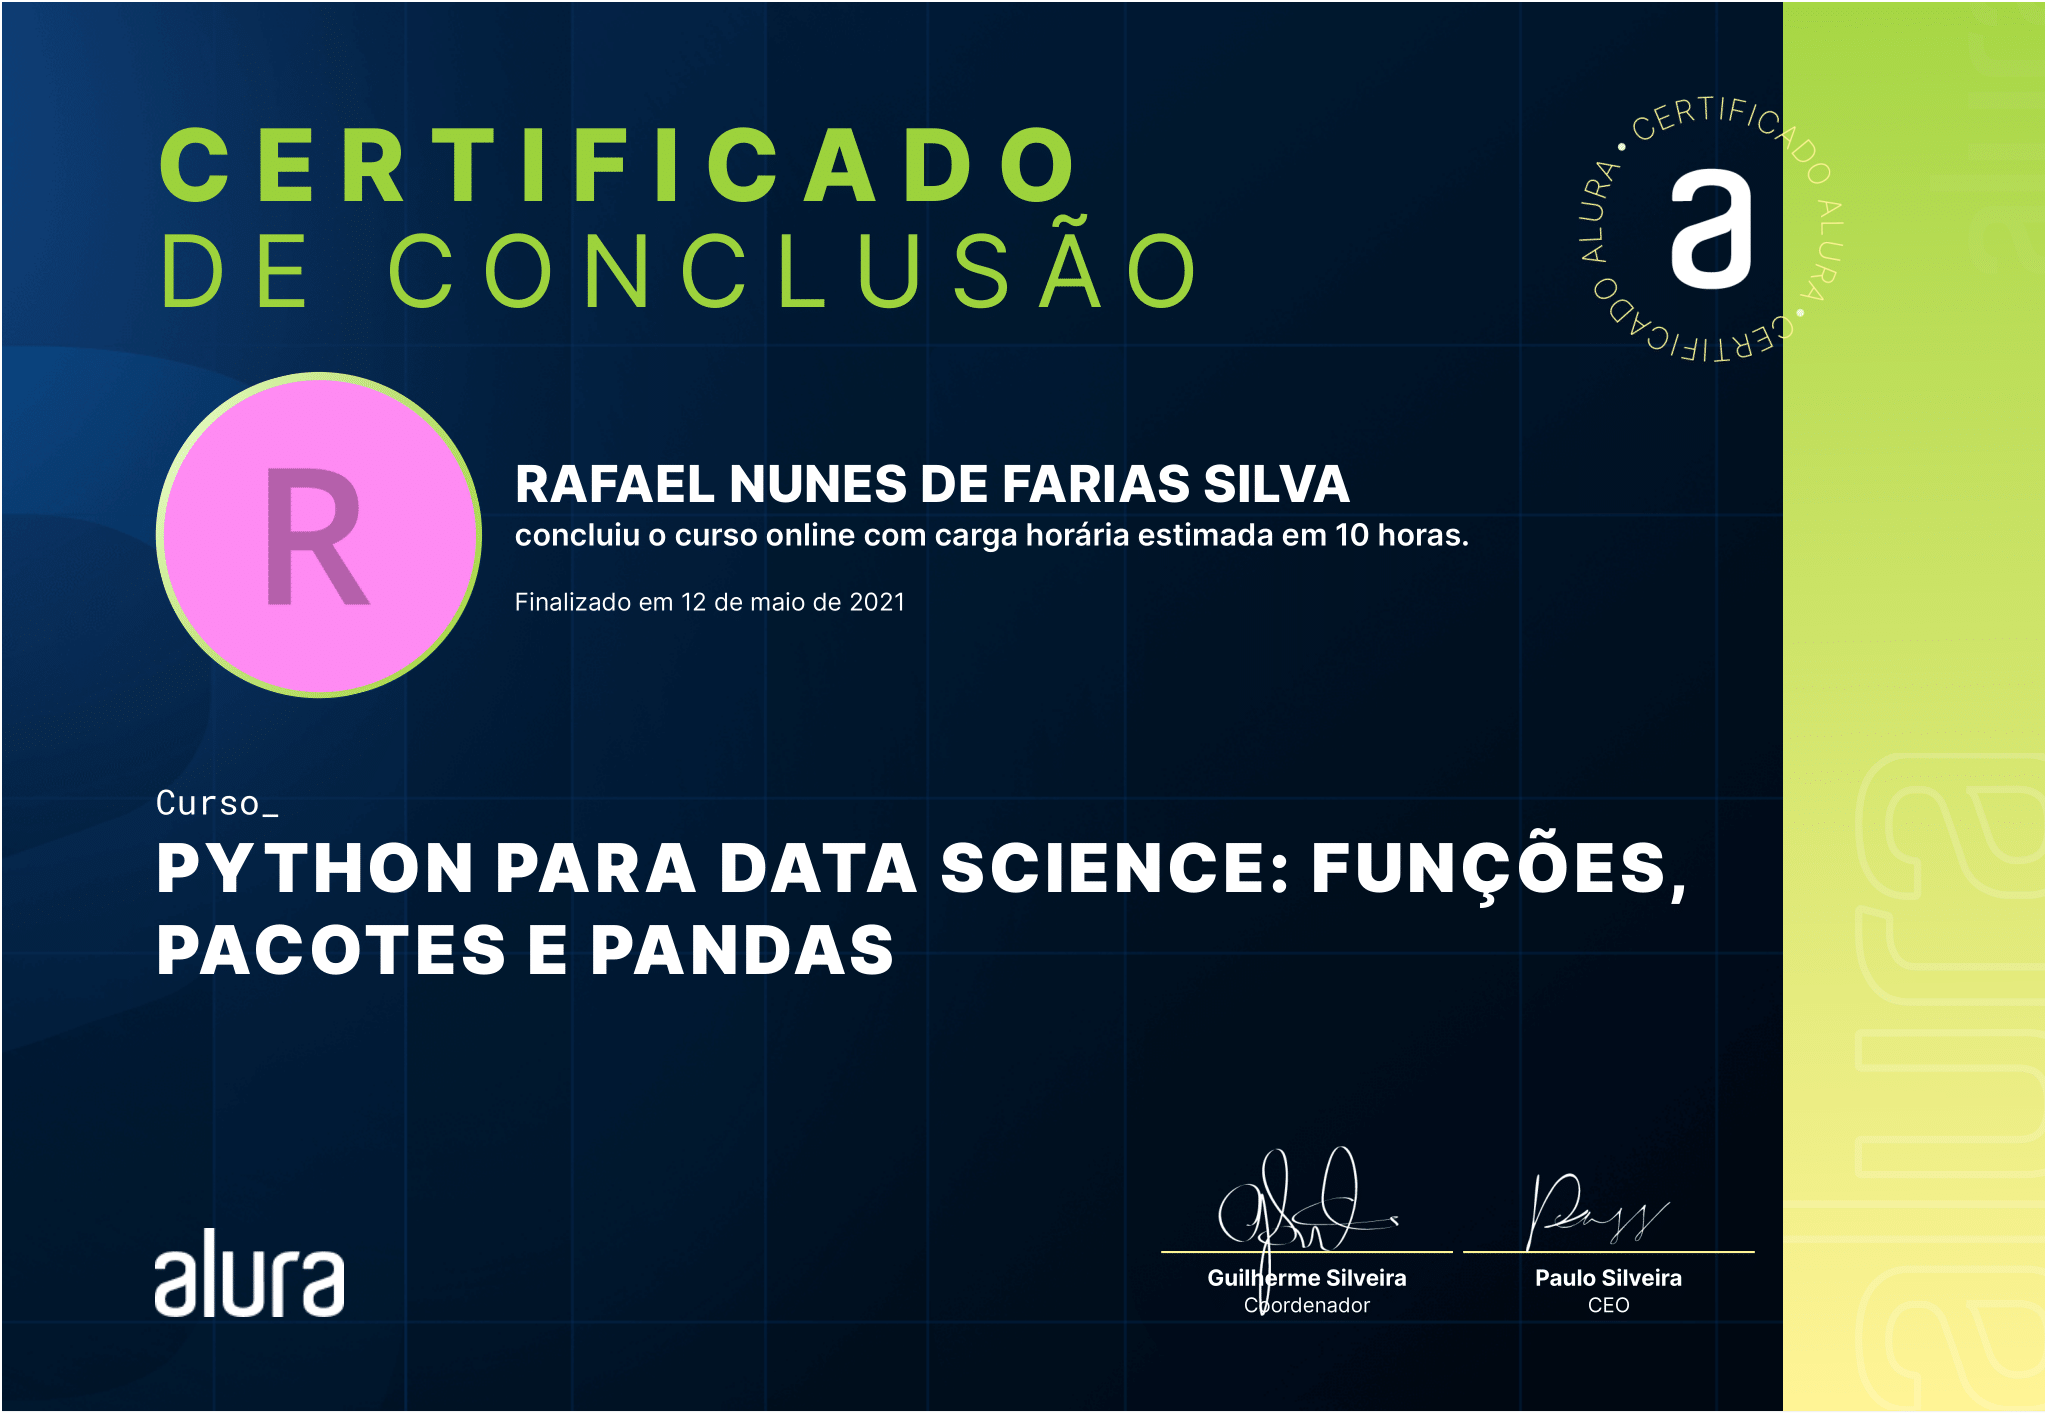 CERTIFICADO
DE CONCLUSÃO
CERTIFICADO ALURA • CERTIFICADO ALURA •
a
R
RAFAEL NUNES DE FARIAS SILVA
concluiu o curso online com carga horária estimada em 10 horas.
Finalizado em 12 de maio de 2021
Curso_
PYTHON PARA DATA SCIENCE: FUNÇÕES,
PACOTES E PANDAS
alura
Guilherme Silveira
Coordenador
Paulo Silveira
CEO
alura